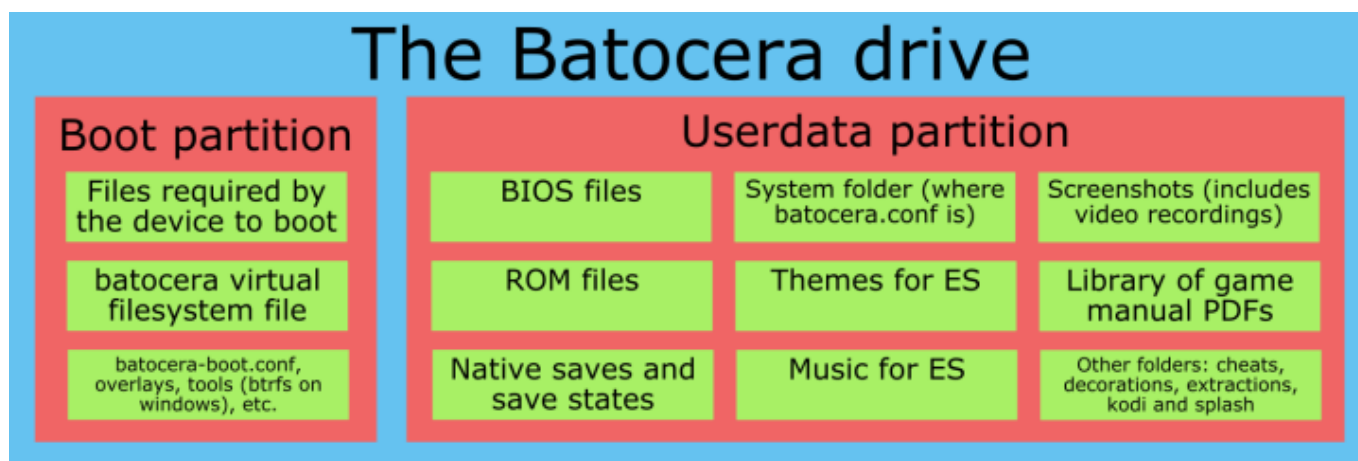 The Batocera drive
Boot partition
Files required by
the device to boot
batocera virtual
filesystem file
batocera-boot.conf,
overlays, tools (btrfs on
windows), etc.
Userdata partition
BIOS files
System folder (where
batocera.conf is)
Screenshots (includes
video recordings)
ROM files
Themes for ES
Library of game
manual PDFs
Native saves and
save states
Music for ES
Other folders: cheats,
decorations, extractions,
kodi and splash